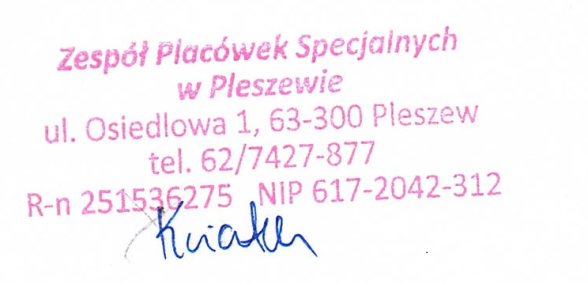 Zespół Placówek Specjalnych
w Pleszewie
ul. Osiedlowa 1, 63-300 Pleszew
tel. 62/7427-877
R-n 251536275 NIP 617-2042-312